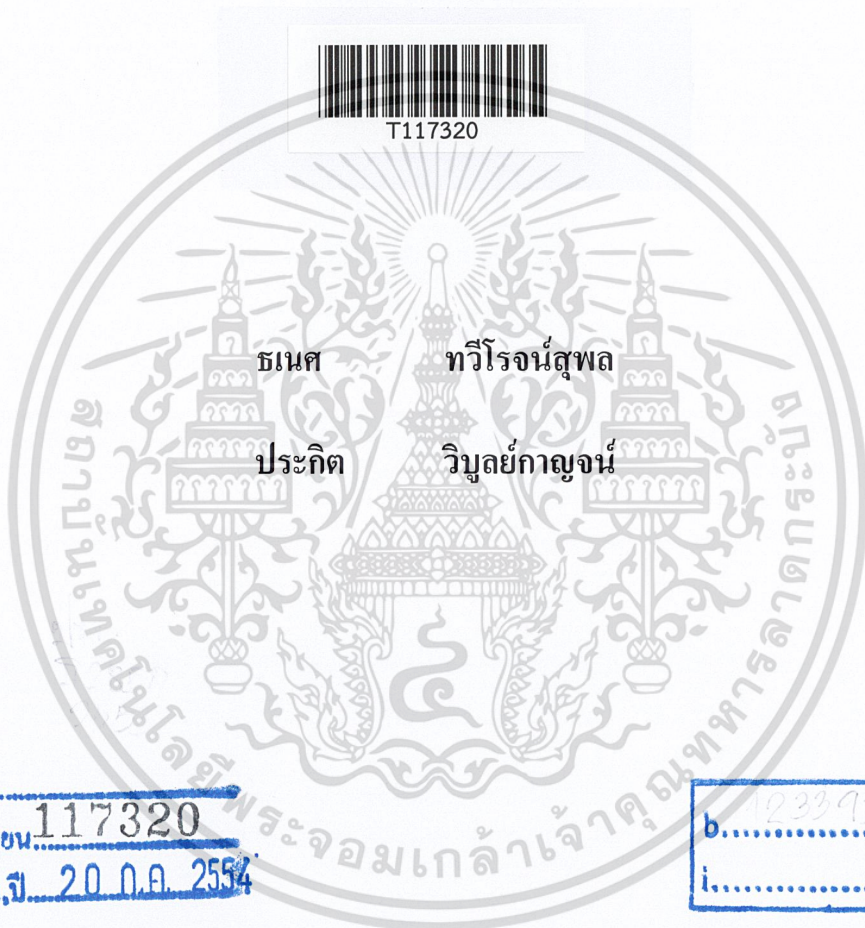 T117320
ธเนศ ทวีโรจน์สุพล
ประกิต วิบูลย์กาญจน์
สถาบันเทคโนโลยีพระจอมเกล้าเจ้าคุณทหารลาดกระบัง
๔
117320
20 ก.ค. 2554
b.
i.